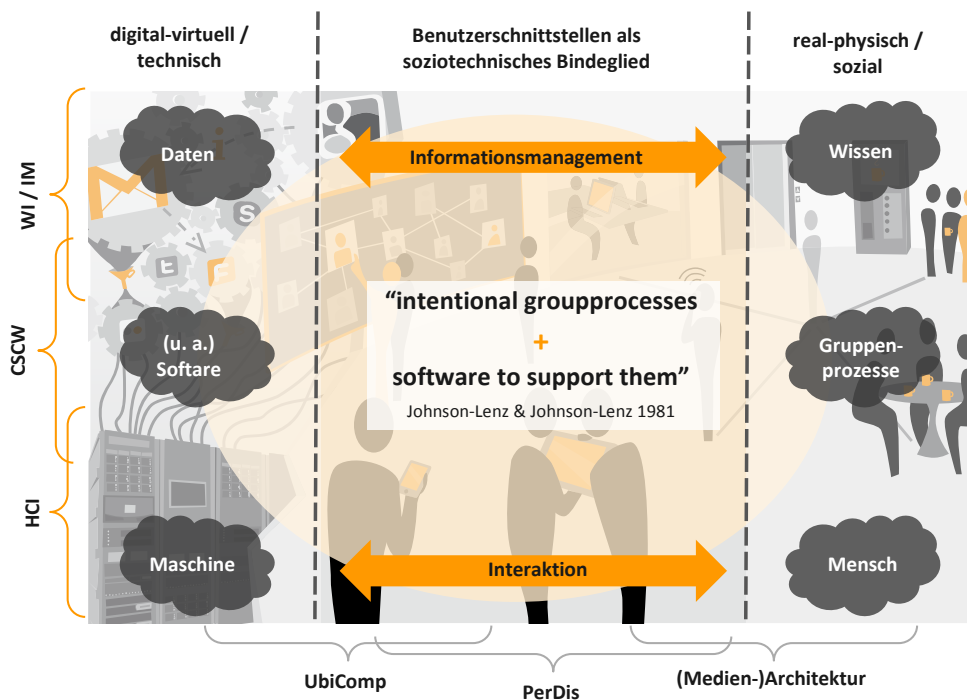 digital-virtuell /
technisch
Benutzerschnittstellen als
soziotechnisches Bindeglied
real-physisch /
sozial
WI / IM
CSCW
HCI
Daten
Informationsmanagement
Wissen
“intentional groupprocesses
+
software to support them”
Johnson-Lenz & Johnson-Lenz 1981
(u. a.)
Softare
Gruppen-
prozesse
Maschine
Interaktion
Mensch
UbiComp
PerDis
(Medien-)Architektur